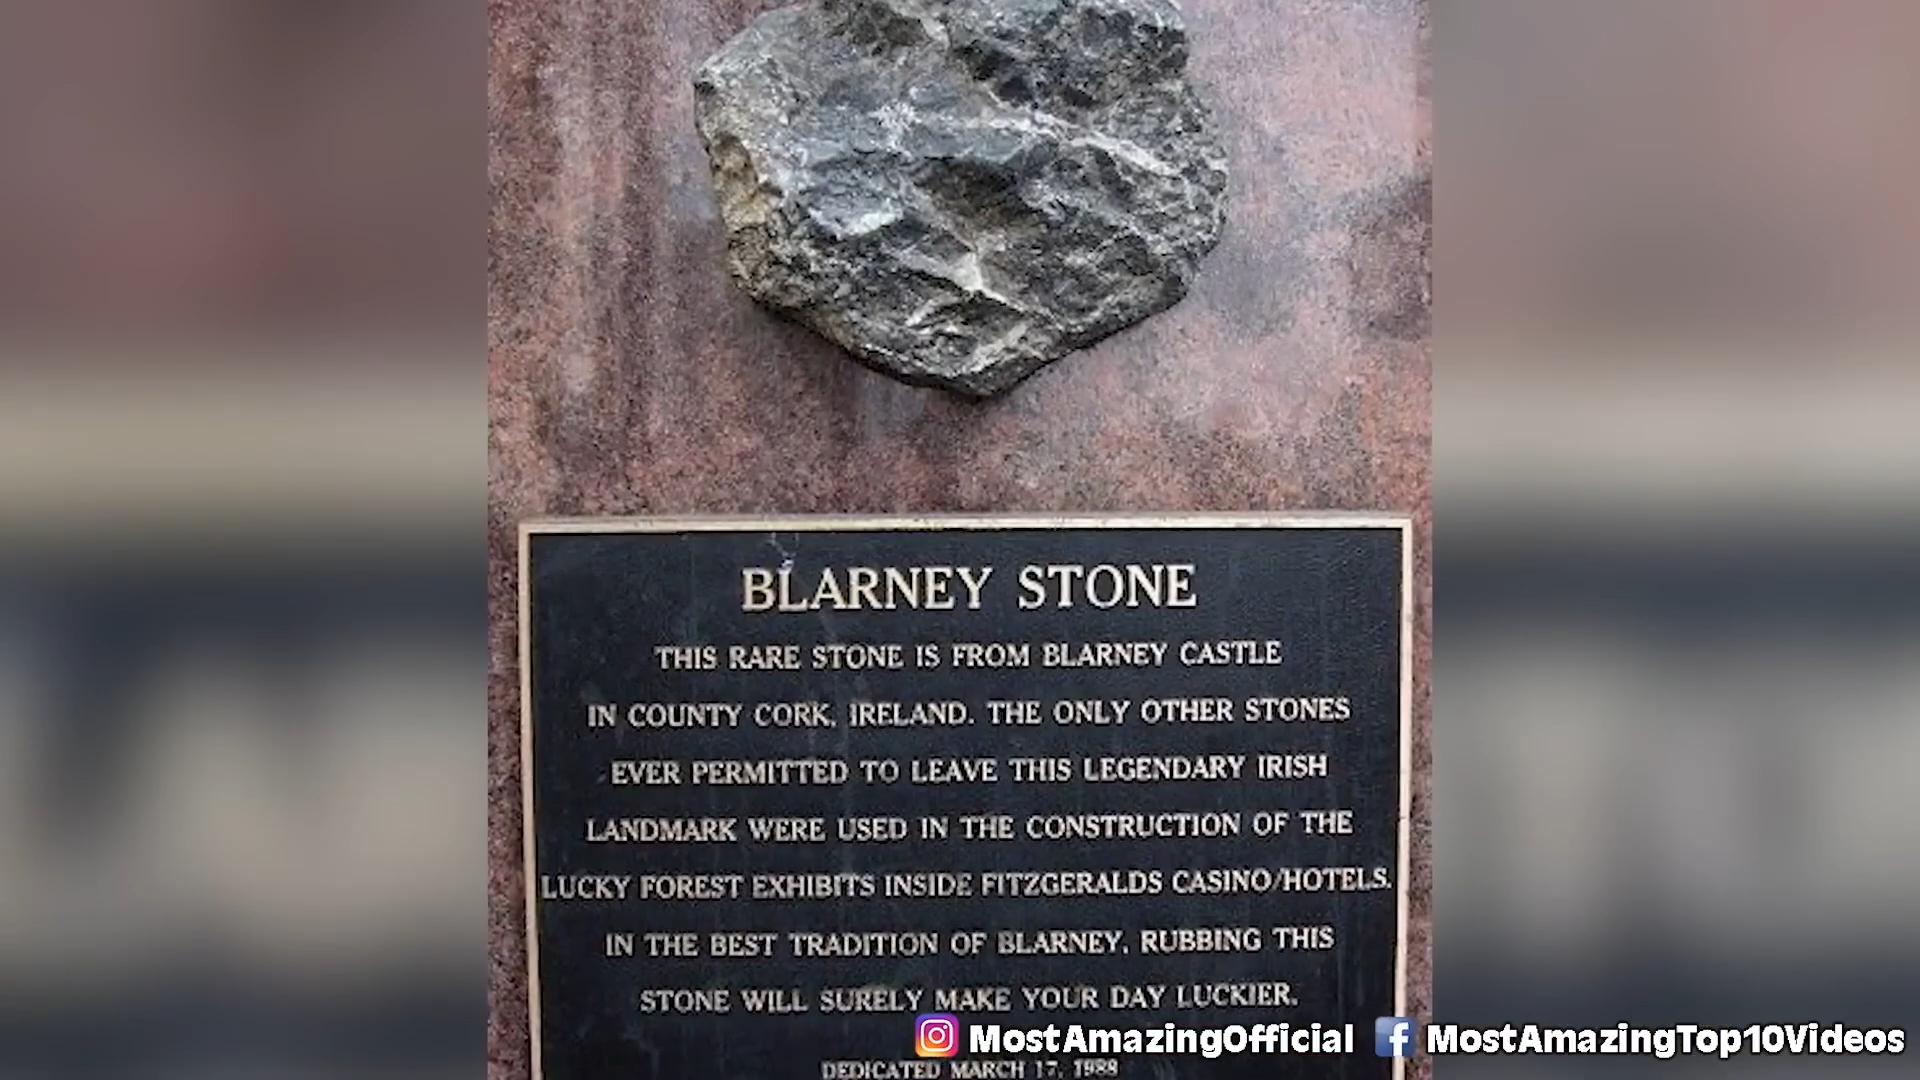 BLARNEY STONE
THIS RARE STONE IS FROM BLARNEY CASTLE
IN COUNTY CORK, IRELAND. THE ONLY OTHER STONES
EVER PERMITTED TO LEAVE THIS LEGENDARY IRISH
LANDMARK WERE USED IN THE CONSTRUCTION OF THE
LUCKY FOREST EXHIBITS INSIDE FITZGERALDS CASINO/HOTELS.
IN THE BEST TRADITION OF BLARNEY, RUBBING THIS
STONE WILL SURELY MAKE YOUR DAY LUCKIER.
DEDICATED MARCH 17, 1988
MostAmazingOfficial
MostAmazingTop10Videos